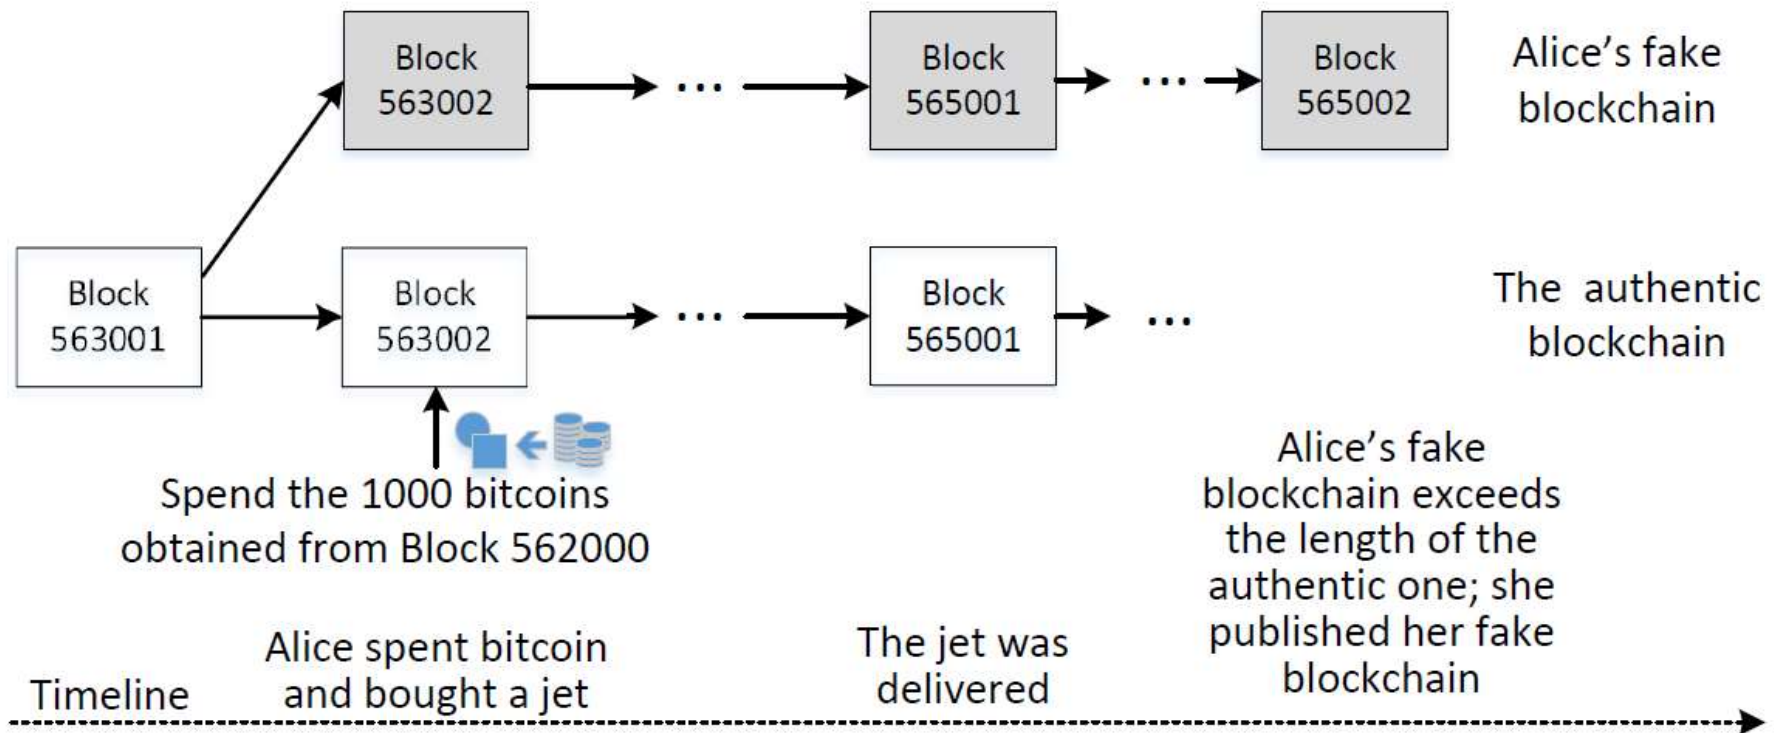 Block
563002
...
Block
565001
...
Block
565002
Alice's fake
blockchain
Block
563001
Block
563002
...
Block
565001
...
The authentic
blockchain
Spend the 1000 bitcoins
obtained from Block 562000
Alice's fake
blockchain exceeds
the length of the
authentic one; she
published her fake
blockchain
Timeline
Alice spent bitcoin
and bought a jet
The jet was
delivered